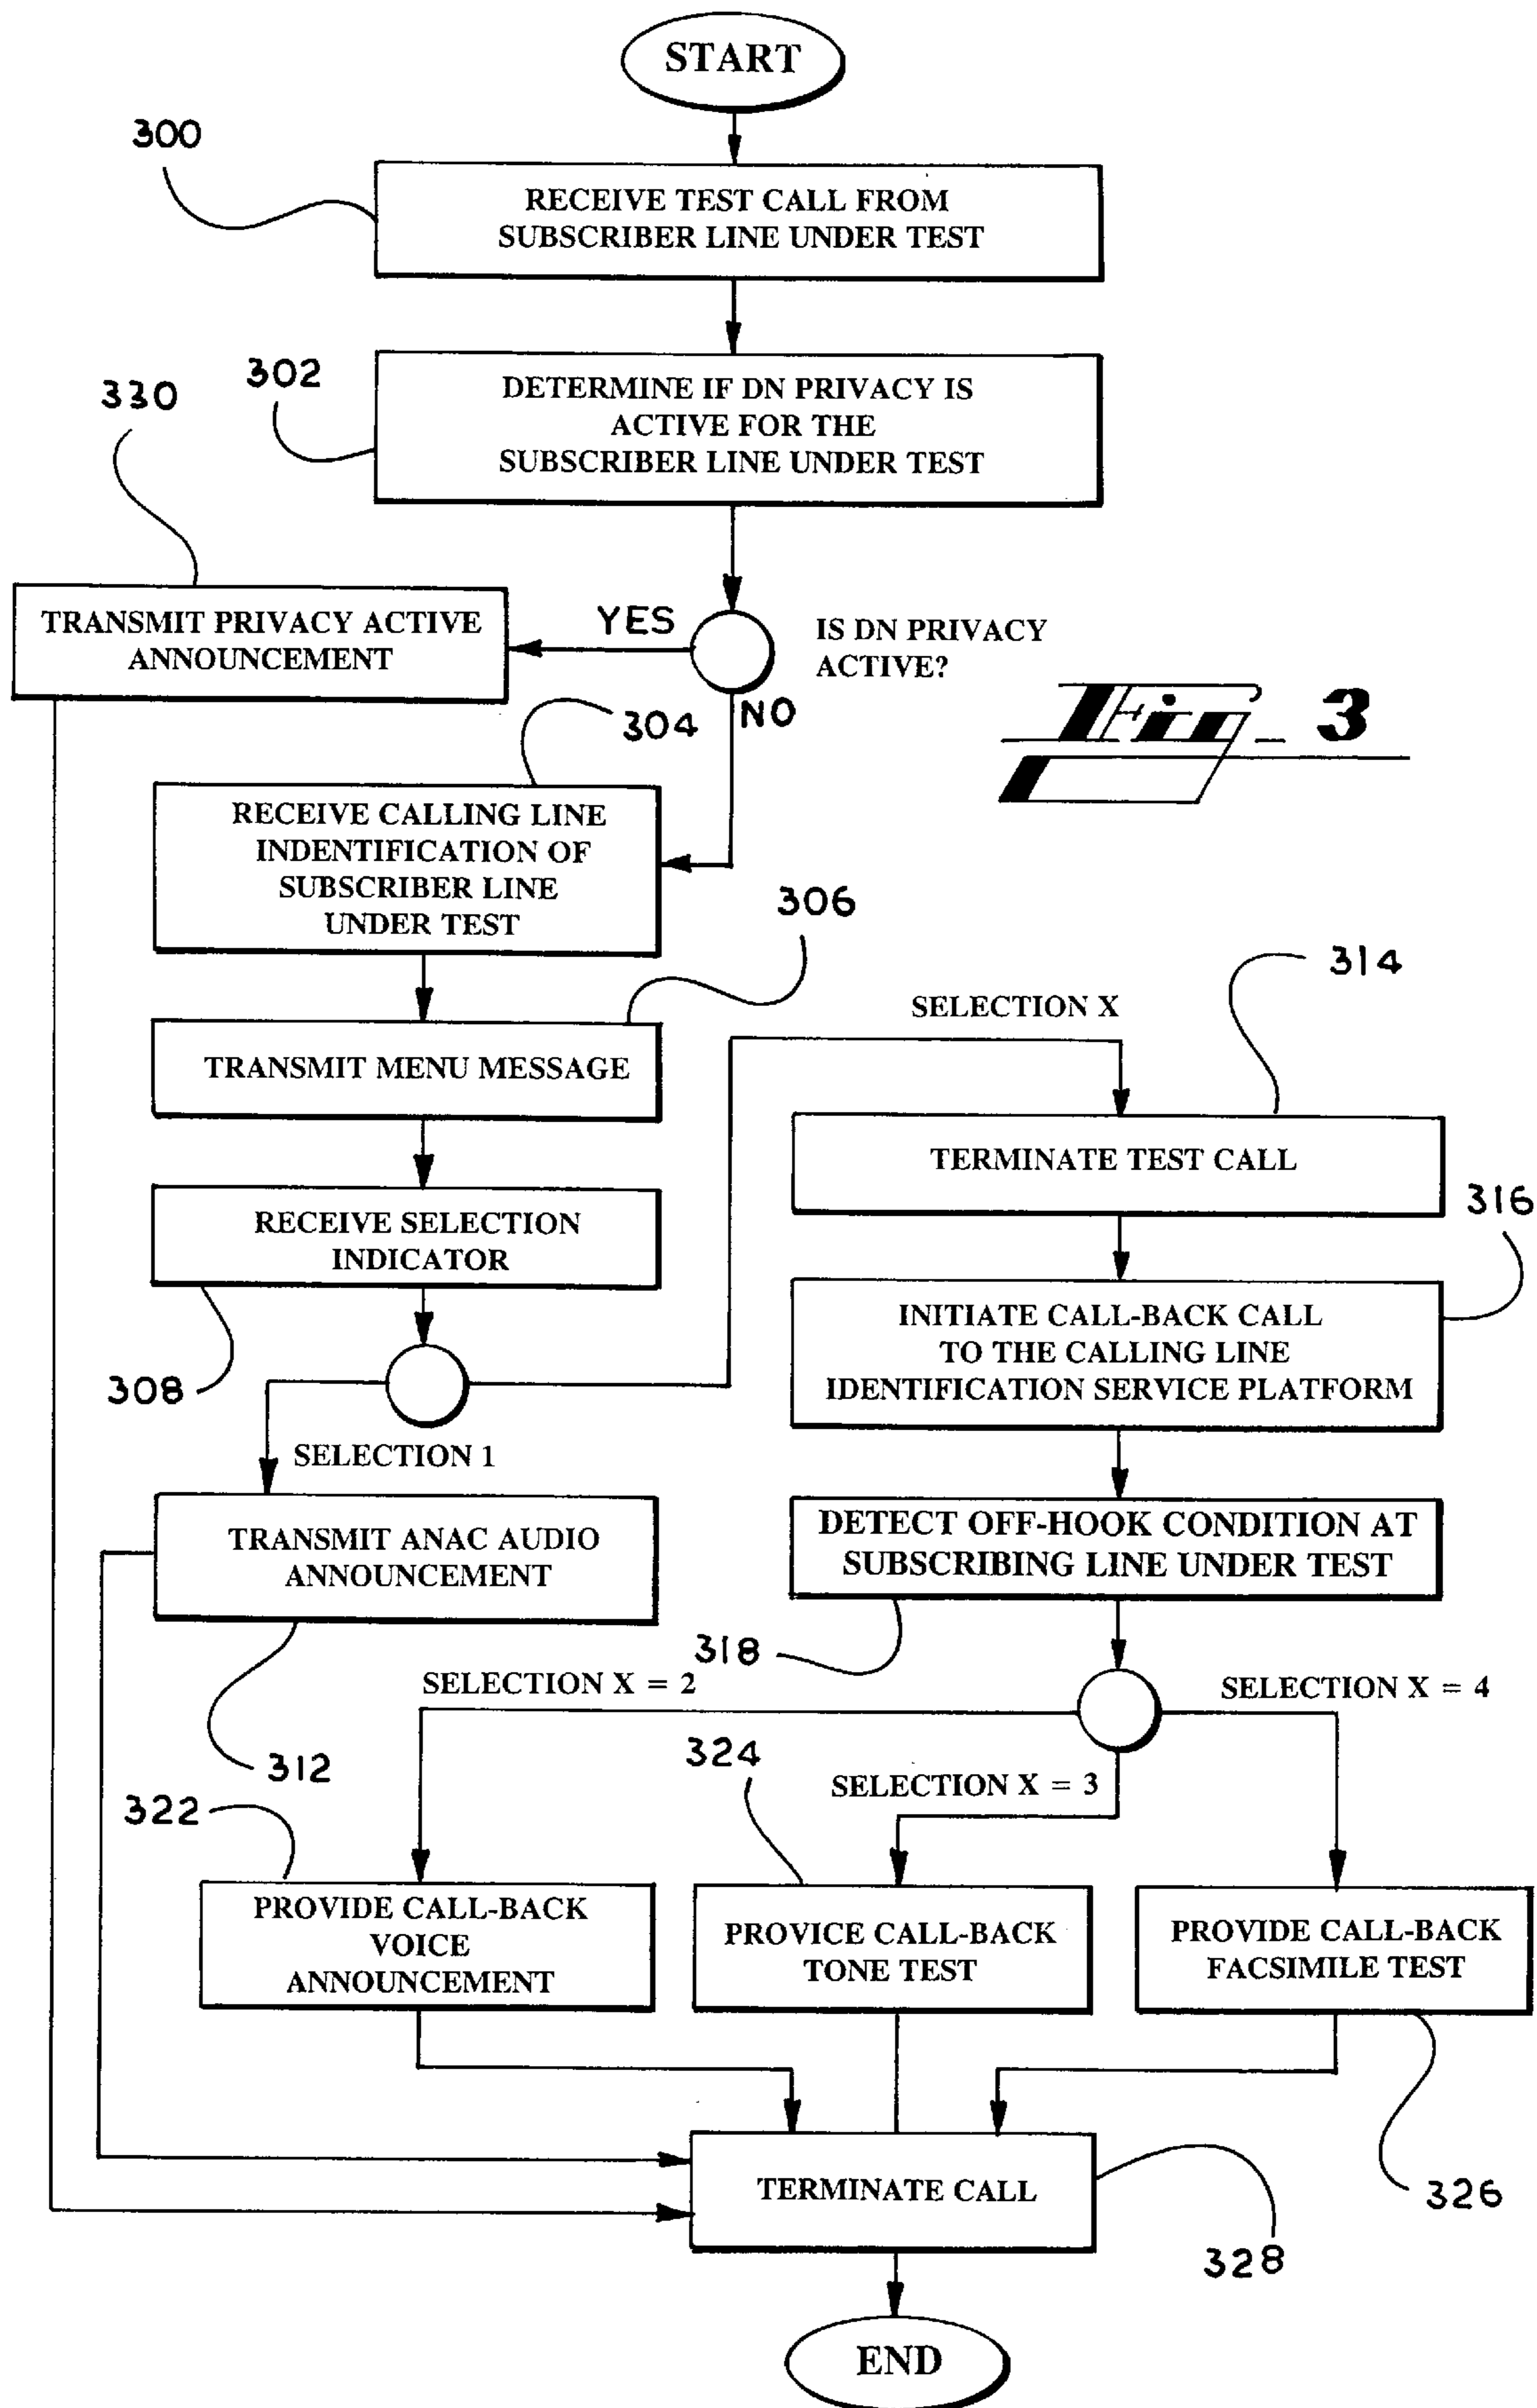 START
300
RECEIVE TEST CALL FROM
SUBSCRIBER LINE UNDER TEST
302
DETERMINE IF DN PRIVACY IS
ACTIVE FOR THE
SUBSCRIBER LINE UNDER TEST
330
TRANSMIT PRIVACY ACTIVE
ANNOUNCEMENT
YES
IS DN PRIVACY
ACTIVE?
NO
Fig_ 3
304
RECEIVE CALLING LINE
INDENTIFICATION OF
SUBSCRIBER LINE
UNDER TEST
306
TRANSMIT MENU MESSAGE
RECEIVE SELECTION
INDICATOR
308
SELECTION X
314
TERMINATE TEST CALL
316
INITIATE CALL-BACK CALL
TO THE CALLING LINE
IDENTIFICATION SERVICE PLATFORM
SELECTION 1
TRANSMIT ANAC AUDIO
ANNOUNCEMENT
312
DETECT OFF-HOOK CONDITION AT
SUBSCRIBING LINE UNDER TEST
318
SELECTION X = 2
SELECTION X = 4
324
SELECTION X = 3
322
PROVIDE CALL-BACK
VOICE
ANNOUNCEMENT
PROVICE CALL-BACK
TONE TEST
PROVIDE CALL-BACK
FACSIMILE TEST
326
TERMINATE CALL
328
END